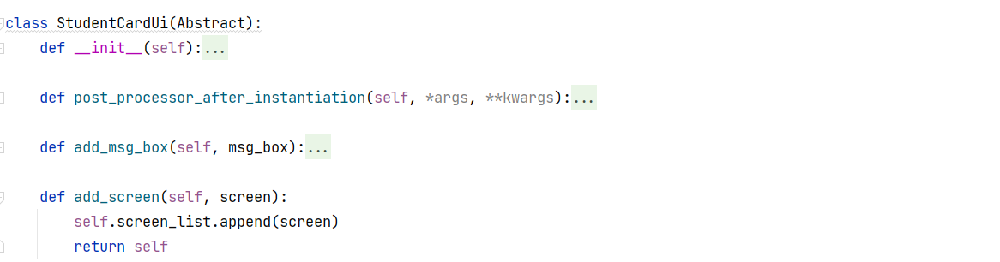 class StudentCardUi(Abstract):
    def __init__(self):...
    def post_processor_after_instantiation(self, *args, **kwargs):...
    def add_msg_box(self, msg_box):...
    def add_screen(self, screen):
        self.screen_list.append(screen)
        return self